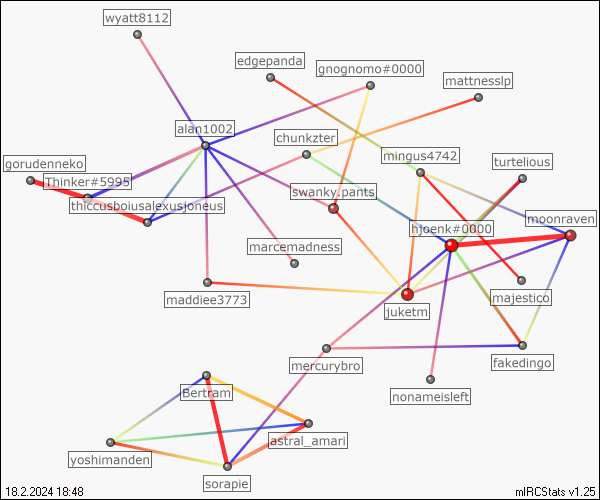 wyatt8112
edgepanda
gnognomo#0000
mattnesslp
alan1002
chunkzter
mingus4742
gorudenneko
turtelious
Thinker#5995
swanky.pants
thiccusboiusalexusjoneus
moonraven
hjoenk#0000
marcemadness
maddiee3773
majestico
juketm
mercurybro
fakedingo
Bertram
nonameisleft
astral_amari
yoshimanden
sorapie
18.2.2024 18:48
mIRCStats v1.25